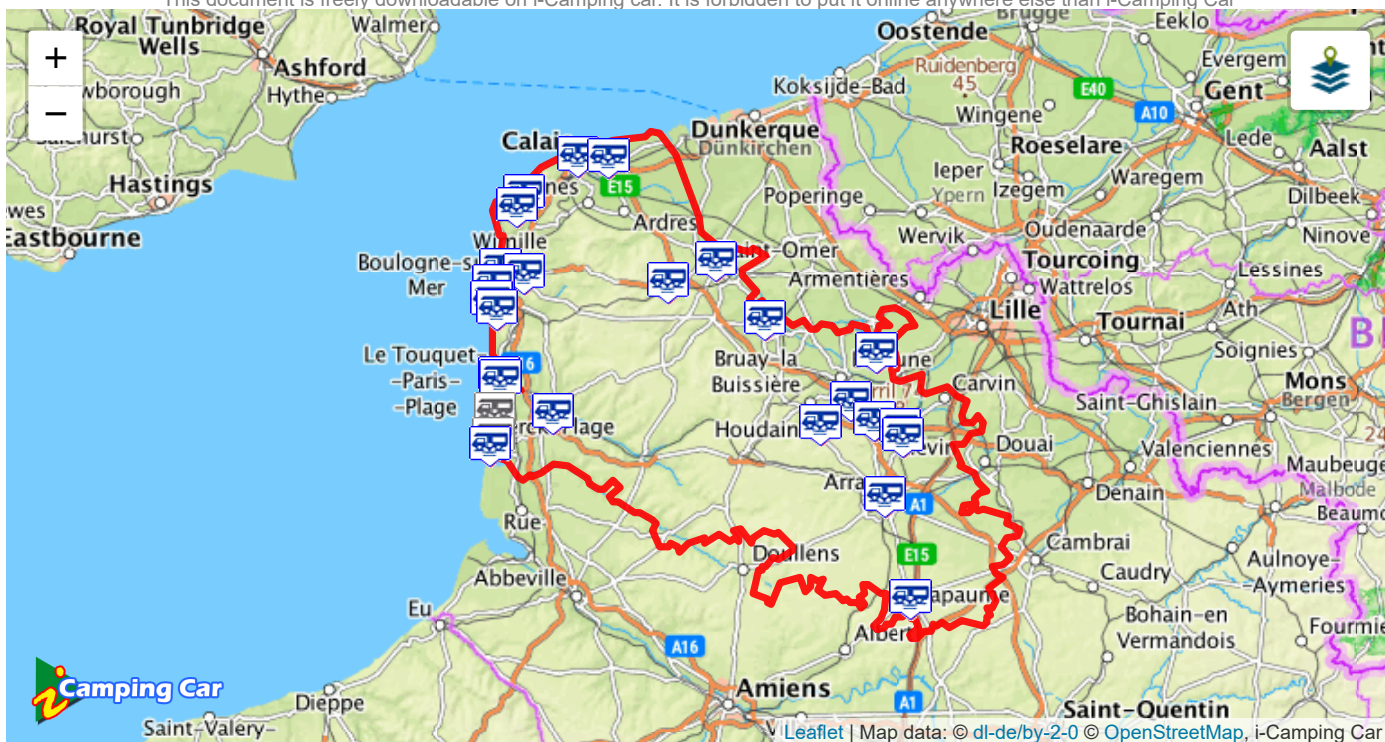 This document is freely downloadable on i-Camping car. It is forbidden to put it online anywhere else than i-Camping Car
+
−
Royal Tunbridge
Wells
Walmer
Ashford
Hythe
Hastings
Eastbourne
Oostende
Brugge
Eeklo
Ruidenberg
45
Koksijde-Bad
E40
Evergem
Gent
A10
Wingene
Lede
Aalst
Roeselare
Dunkerque
Dünkirchen
Calais
E15
Ardres
Poperinge
Ieper
Ypern
Izegem
Waregem
Dilbeek
Wervik
Oudenaarde
Ninove
Tourcoing
Wattrelos
Lessines
Armentières
Lille
Ath
Tournai
Soignies
Boulogne-s
Mer
Le Touquet
-Paris-
-Plage
Bruay-la
Buissière
Carvin
Mons
Bergen
Saint-Ghislain
Houdain
Douai
Valenciennes
Maubeuge
Malbode
Denain
A1
Rue
E15
Doullens
Cambrai
Caudry
Aulnoye-
Aymeries
Abbeville
Eu
Bohain-en
Vermandois
Albert
A16
Amiens
A1
Saint-Quentin
Dieppe
Saint-Valery-
i Camping Car
Leaflet | Map data: © dl-de/by-2-0 © OpenStreetMap, i-Camping Car